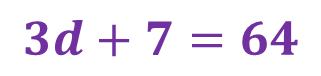 3d + 7 = 64